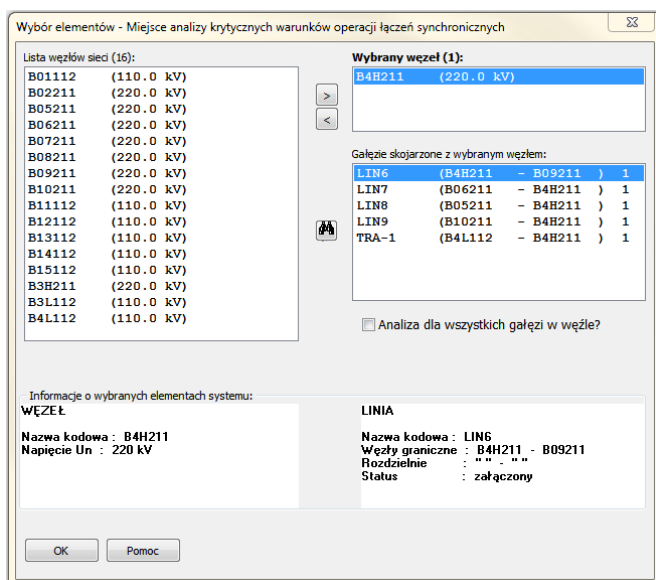 Wybór elementów - Miejsce analizy krytycznych warunków operacji łączeń synchronicznych
Lista węzłów sieci (16):
B01112 (110.0 kV)
B02211 (220.0 kV)
B05211 (220.0 kV)
B06211 (220.0 kV)
B07211 (220.0 kV)
B08211 (220.0 kV)
B09211 (220.0 kV)
B10211 (220.0 kV)
B11112 (110.0 kV)
B12112 (110.0 kV)
B13112 (110.0 kV)
B14112 (110.0 kV)
B15112 (110.0 kV)
B3H211 (220.0 kV)
B3L112 (110.0 kV)
B4L112 (110.0 kV)
>
<
Wybrany węzeł (1):
B4H211 (220.0 kV)
Gałęzie skojarzone z wybranym węzłem:
LIN6 (B4H211 - B09211 ) 1
LIN7 (B06211 - B4H211 ) 1
LIN8 (B05211 - B4H211 ) 1
LIN9 (B10211 - B4H211 ) 1
TRA-1 (B4L112 - B4H211 ) 1
Analiza dla wszystkich gałęzi w węźle?
Informacje o wybranych elementach systemu:
WĘZEŁ
Nazwa kodowa : B4H211
Napięcie Un : 220 kV
LINIA
Nazwa kodowa : LIN6
Węzły graniczne : B4H211 - B09211
Rozdzielnie : " " - " "
Status : załączony
OK
Pomoc